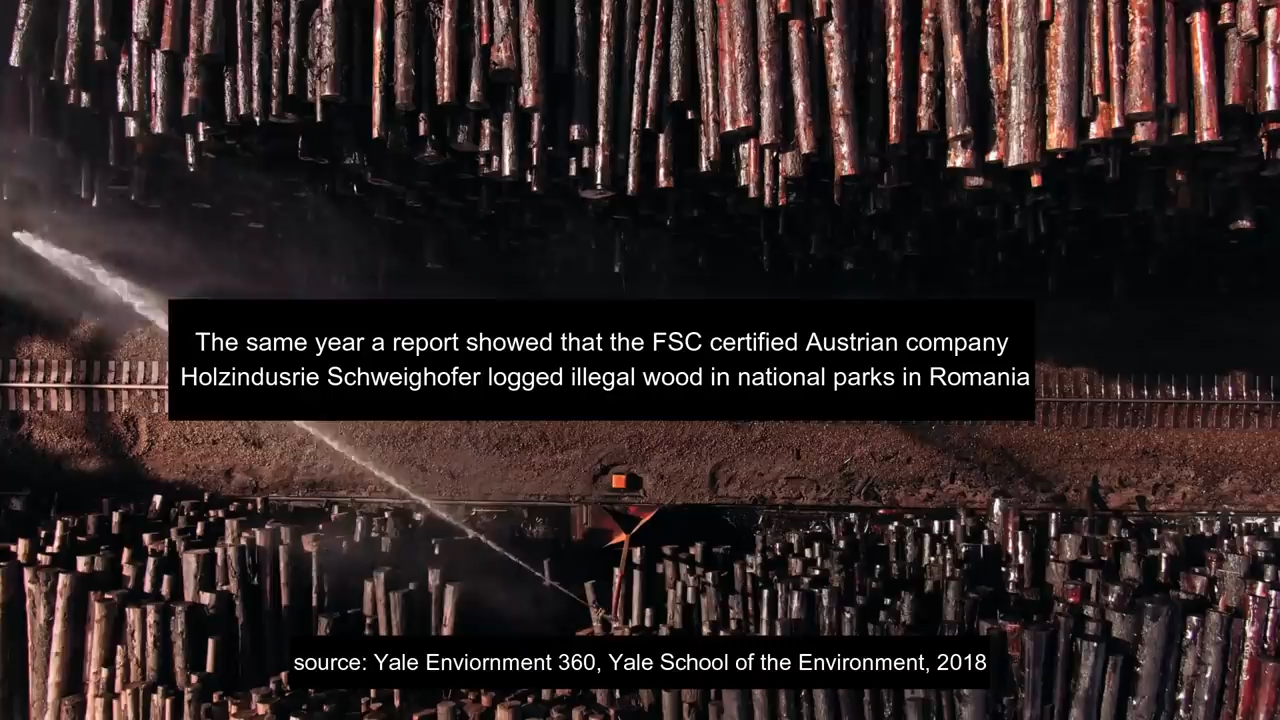 The same year a report showed that the FSC certified Austrian company
Holzindusrie Schweighofer logged illegal wood in national parks in Romania
source: Yale Enviornment 360, Yale School of the Environment, 2018